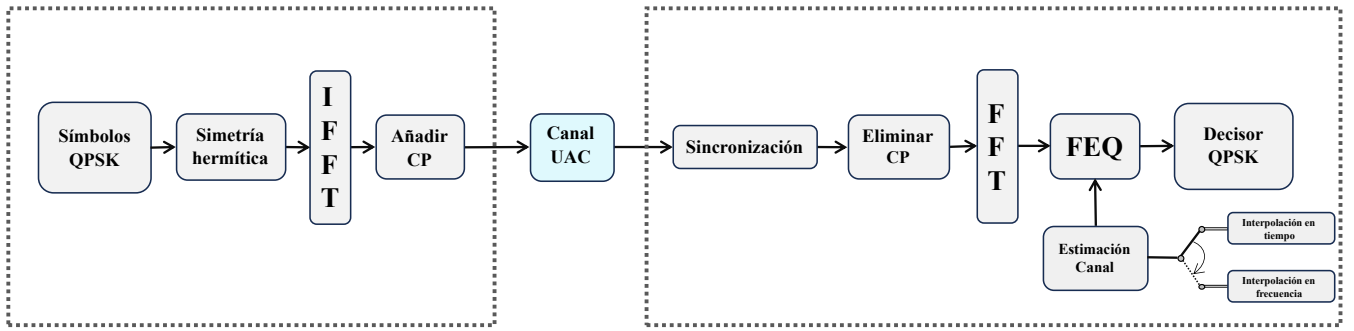 Símbolos
QPSK
Simetría
hermítica
I
F
F
T
Añadir
CP
Canal
UAC
Sincronización
Eliminar
CP
F
F
T
FEQ
Decisor
QPSK
Estimación
Canal
Interpolación en
tiempo
Interpolación en
frecuencia